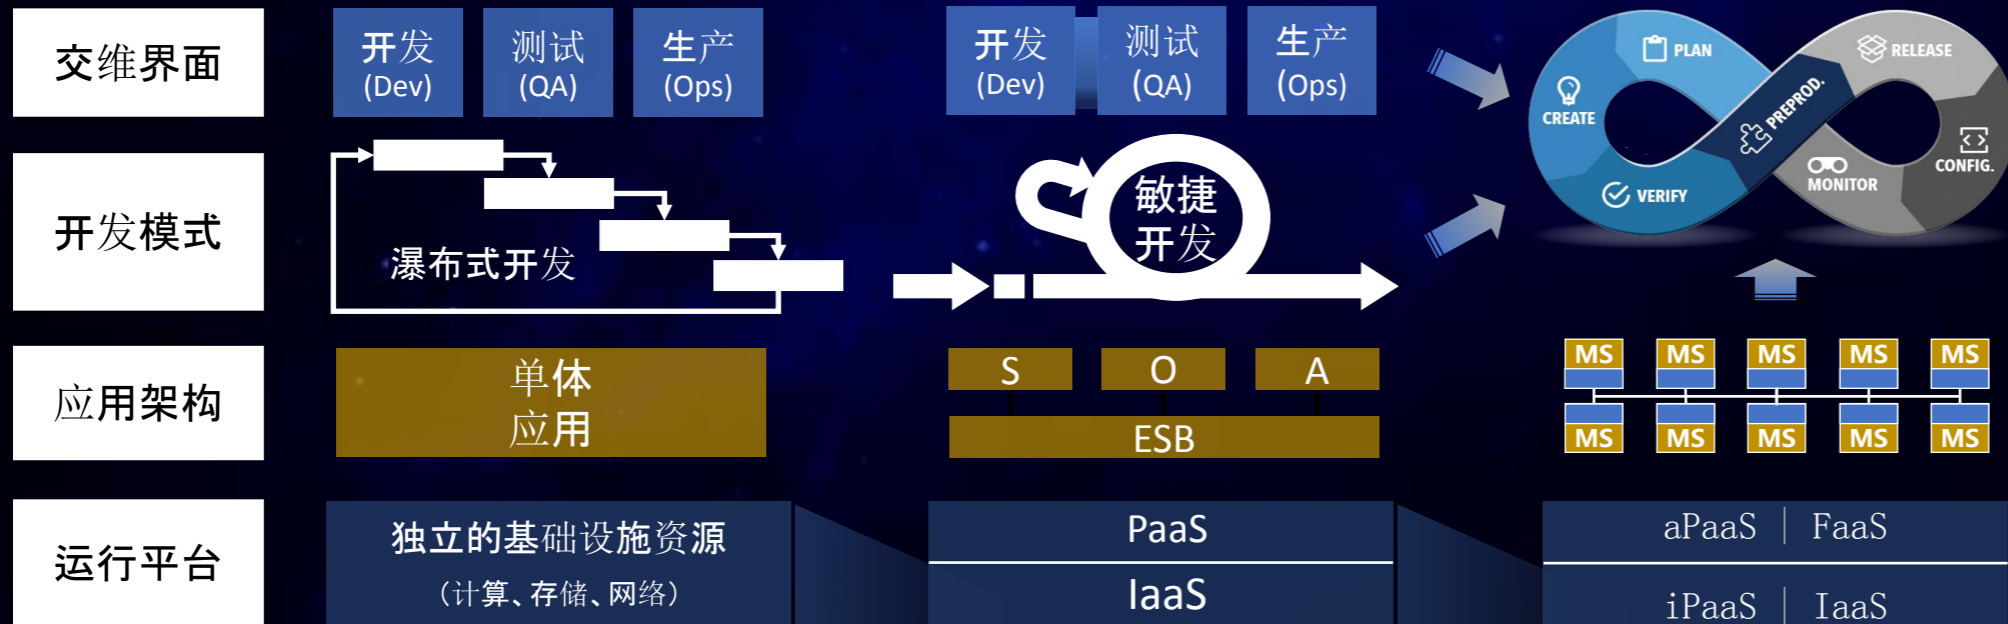 交维界面
开发
(Dev)
测试
(QA)
生产
(Ops)
开发
(Dev)
测试
(QA)
生产
(Ops)
PLAN
CREATE
VERIFY
PREPROD.
RELEASE
CONFIG.
MONITOR
开发模式
瀑布式开发
敏捷
开发
应用架构
单体
应用
S
O
A
ESB
MS
MS
MS
MS
MS
MS
MS
MS
MS
MS
运行平台
独立的基础设施资源
（计算、存储、网络）
PaaS
IaaS
aPaaS | FaaS
iPaaS | IaaS